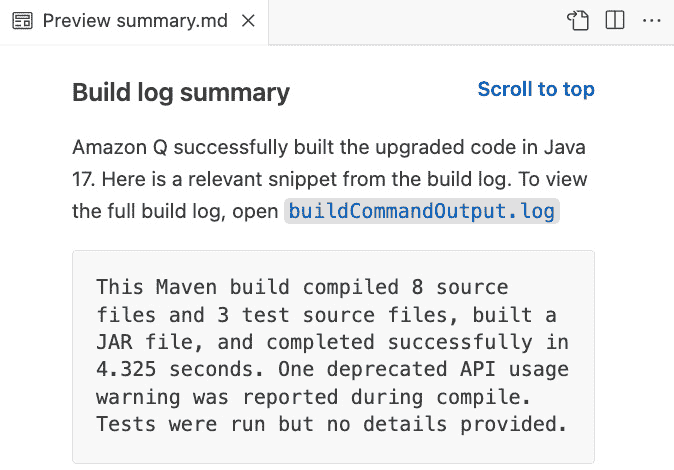 Preview summary.md
Build log summary
Scroll to top
Amazon Q successfully built the upgraded code in Java
17. Here is a relevant snippet from the build log. To view
the full build log, open buildCommandOutput.log
This Maven build compiled 8 source
files and 3 test source files, built a
JAR file, and completed successfully in
4.325 seconds. One deprecated API usage
warning was reported during compile.
Tests were run but no details provided.